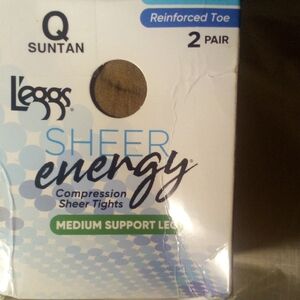 Q
SUNTAN
Reinforced Toe
2 PAIR
L'eggs
SHEER
energy®
Compression
Sheer Tights
MEDIUM SUPPORT LEG